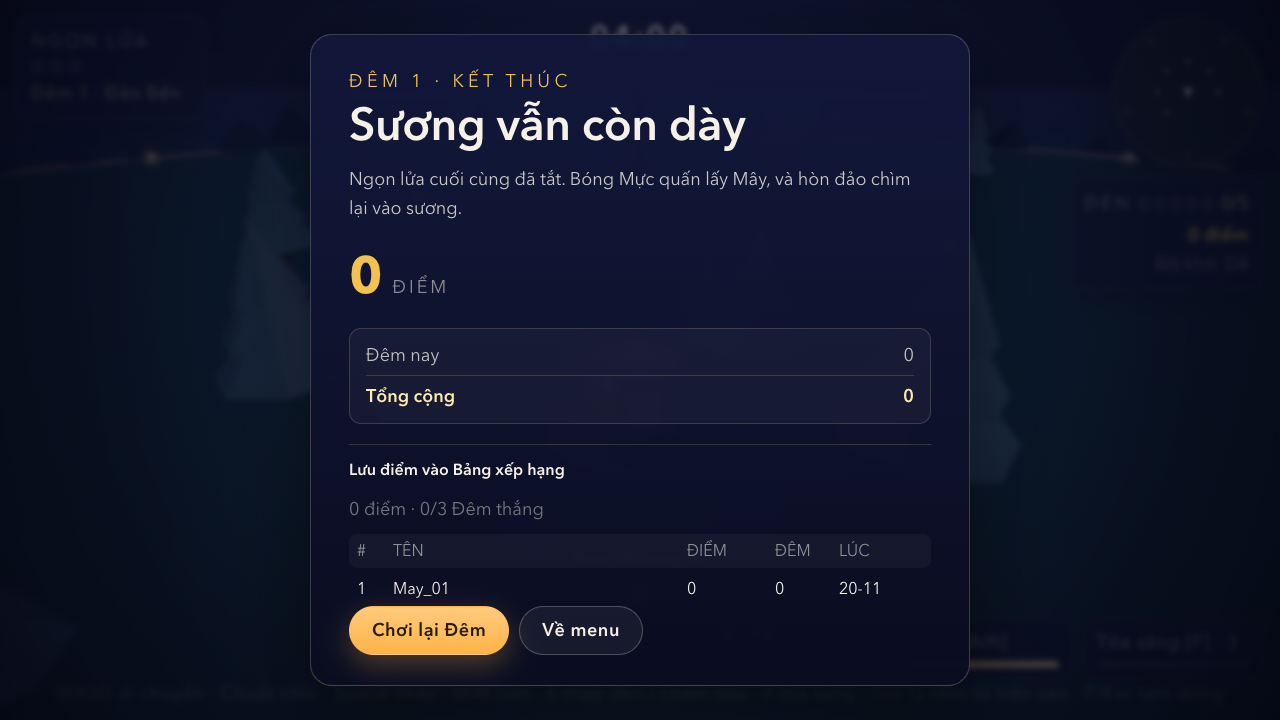 ĐÊM 1 · KẾT THÚC
Sương vẫn còn dày
Ngọn lửa cuối cùng đã tắt. Bóng Mực quấn lấy Mây, và hòn đảo chìm
lại vào sương.
0 ĐIỂM
Đêm nay 0
Tổng cộng 0
Lưu điểm vào Bảng xếp hạng
0 điểm · 0/3 Đêm thắng
# TÊN ĐIỂM ĐÊM LÚC
1 May_01 0 0 20-11
Chơi lại Đêm Về menu